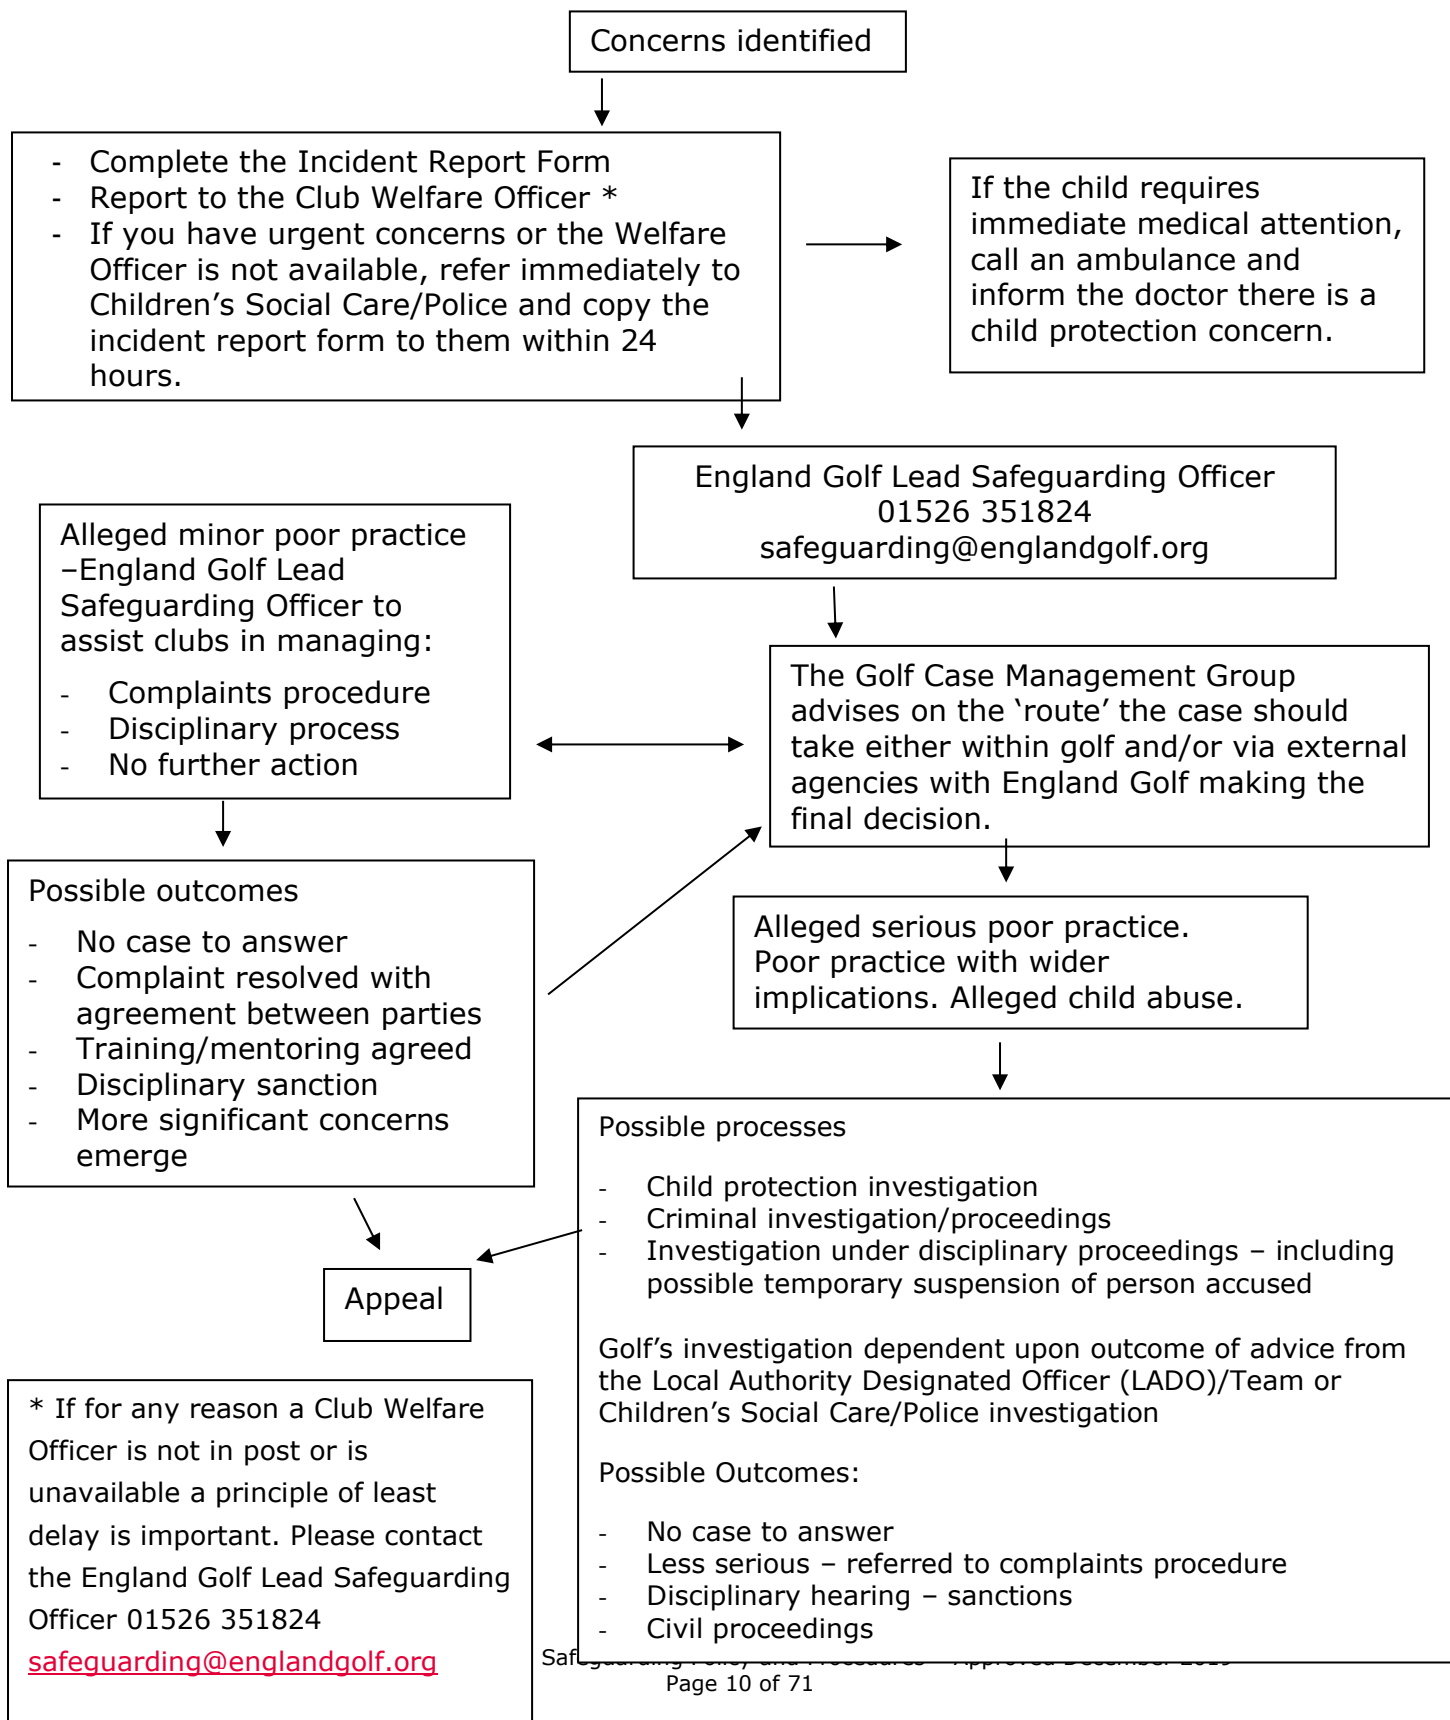 Concerns identified
- Complete the Incident Report Form
- Report to the Club Welfare Officer *
- If you have urgent concerns or the Welfare
Officer is not available, refer immediately to
Children’s Social Care/Police and copy the
incident report form to them within 24
hours.
If the child requires
immediate medical attention,
call an ambulance and
inform the doctor there is a
child protection concern.
England Golf Lead Safeguarding Officer
01526 351824
safeguarding@englandgolf.org
Alleged minor poor practice
–England Golf Lead
Safeguarding Officer to
assist clubs in managing:
- Complaints procedure
- Disciplinary process
- No further action
The Golf Case Management Group
advises on the ‘route’ the case should
take either within golf and/or via external
agencies with England Golf making the
final decision.
Possible outcomes
- No case to answer
- Complaint resolved with
agreement between parties
- Training/mentoring agreed
- Disciplinary sanction
- More significant concerns
emerge
Alleged serious poor practice.
Poor practice with wider
implications. Alleged child abuse.
Possible processes
- Child protection investigation
- Criminal investigation/proceedings
- Investigation under disciplinary proceedings – including
possible temporary suspension of person accused
Golf’s investigation dependent upon outcome of advice from
the Local Authority Designated Officer (LADO)/Team or
Children’s Social Care/Police investigation
Possible Outcomes:
- No case to answer
- Less serious – referred to complaints procedure
- Disciplinary hearing – sanctions
- Civil proceedings
Appeal
* If for any reason a Club Welfare
Officer is not in post or is
unavailable a principle of least
delay is important. Please contact
the England Golf Lead Safeguarding
Officer 01526 351824
safeguarding@englandgolf.org
Safeguarding Policy and Procedures Approved December 2019
Page 10 of 71